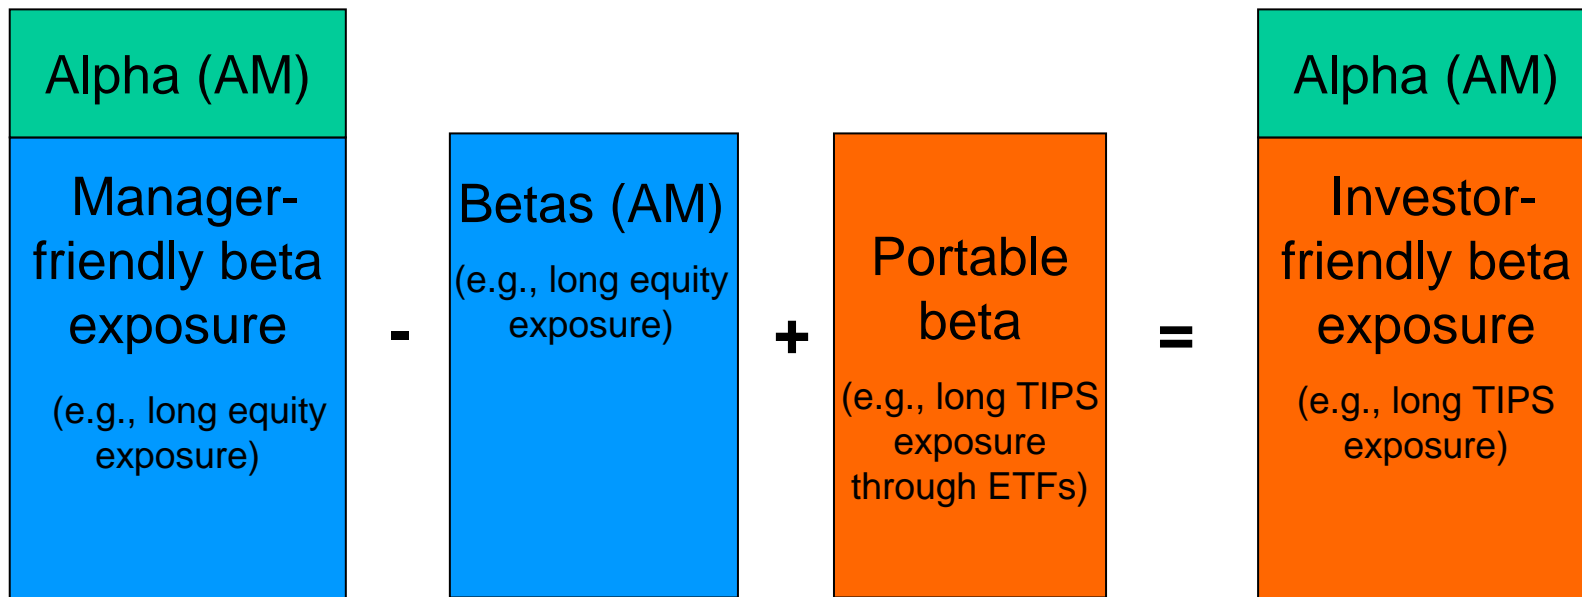 Alpha (AM)
Manager-
friendly beta
exposure
(e.g., long equity
exposure)
-
Betas (AM)
(e.g., long equity
exposure)
+
Portable
beta
(e.g., long TIPS
exposure
through ETFs)
=
Alpha (AM)
Investor-
friendly beta
exposure
(e.g., long TIPS
exposure)